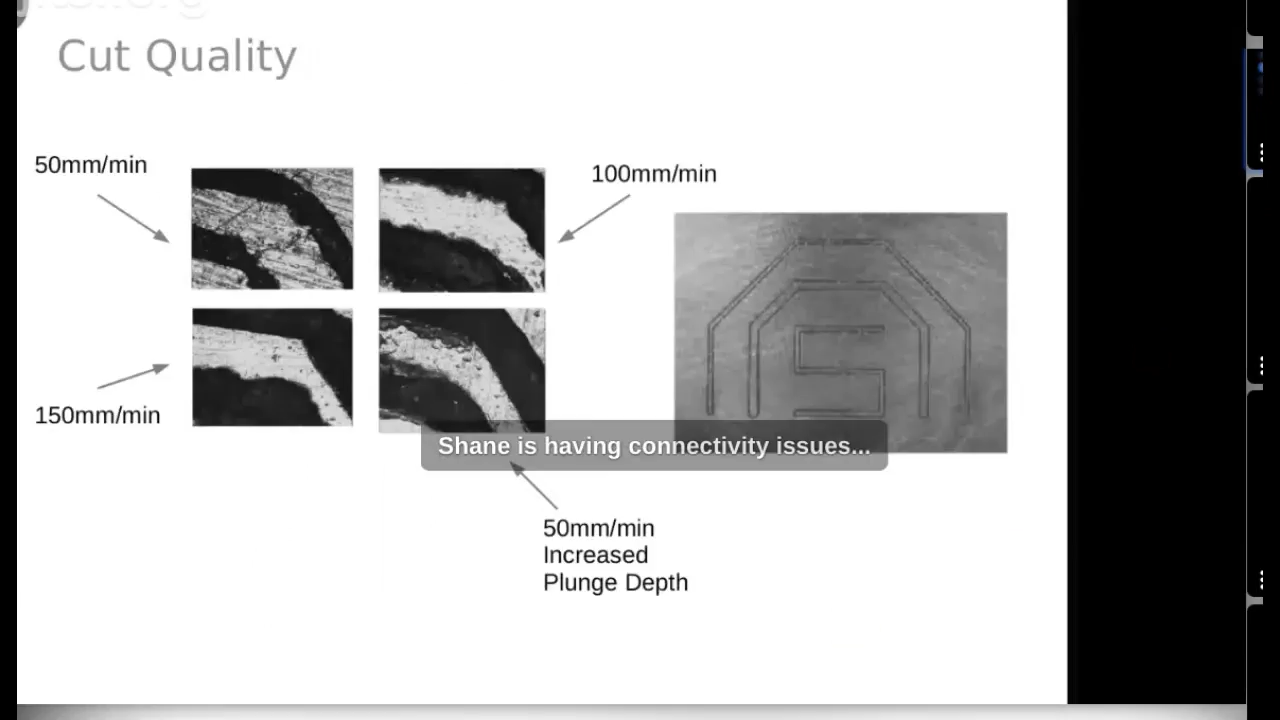 Cut Quality
50mm/min
100mm/min
150mm/min
Shane is having connectivity issues...
50mm/min
Increased
Plunge Depth